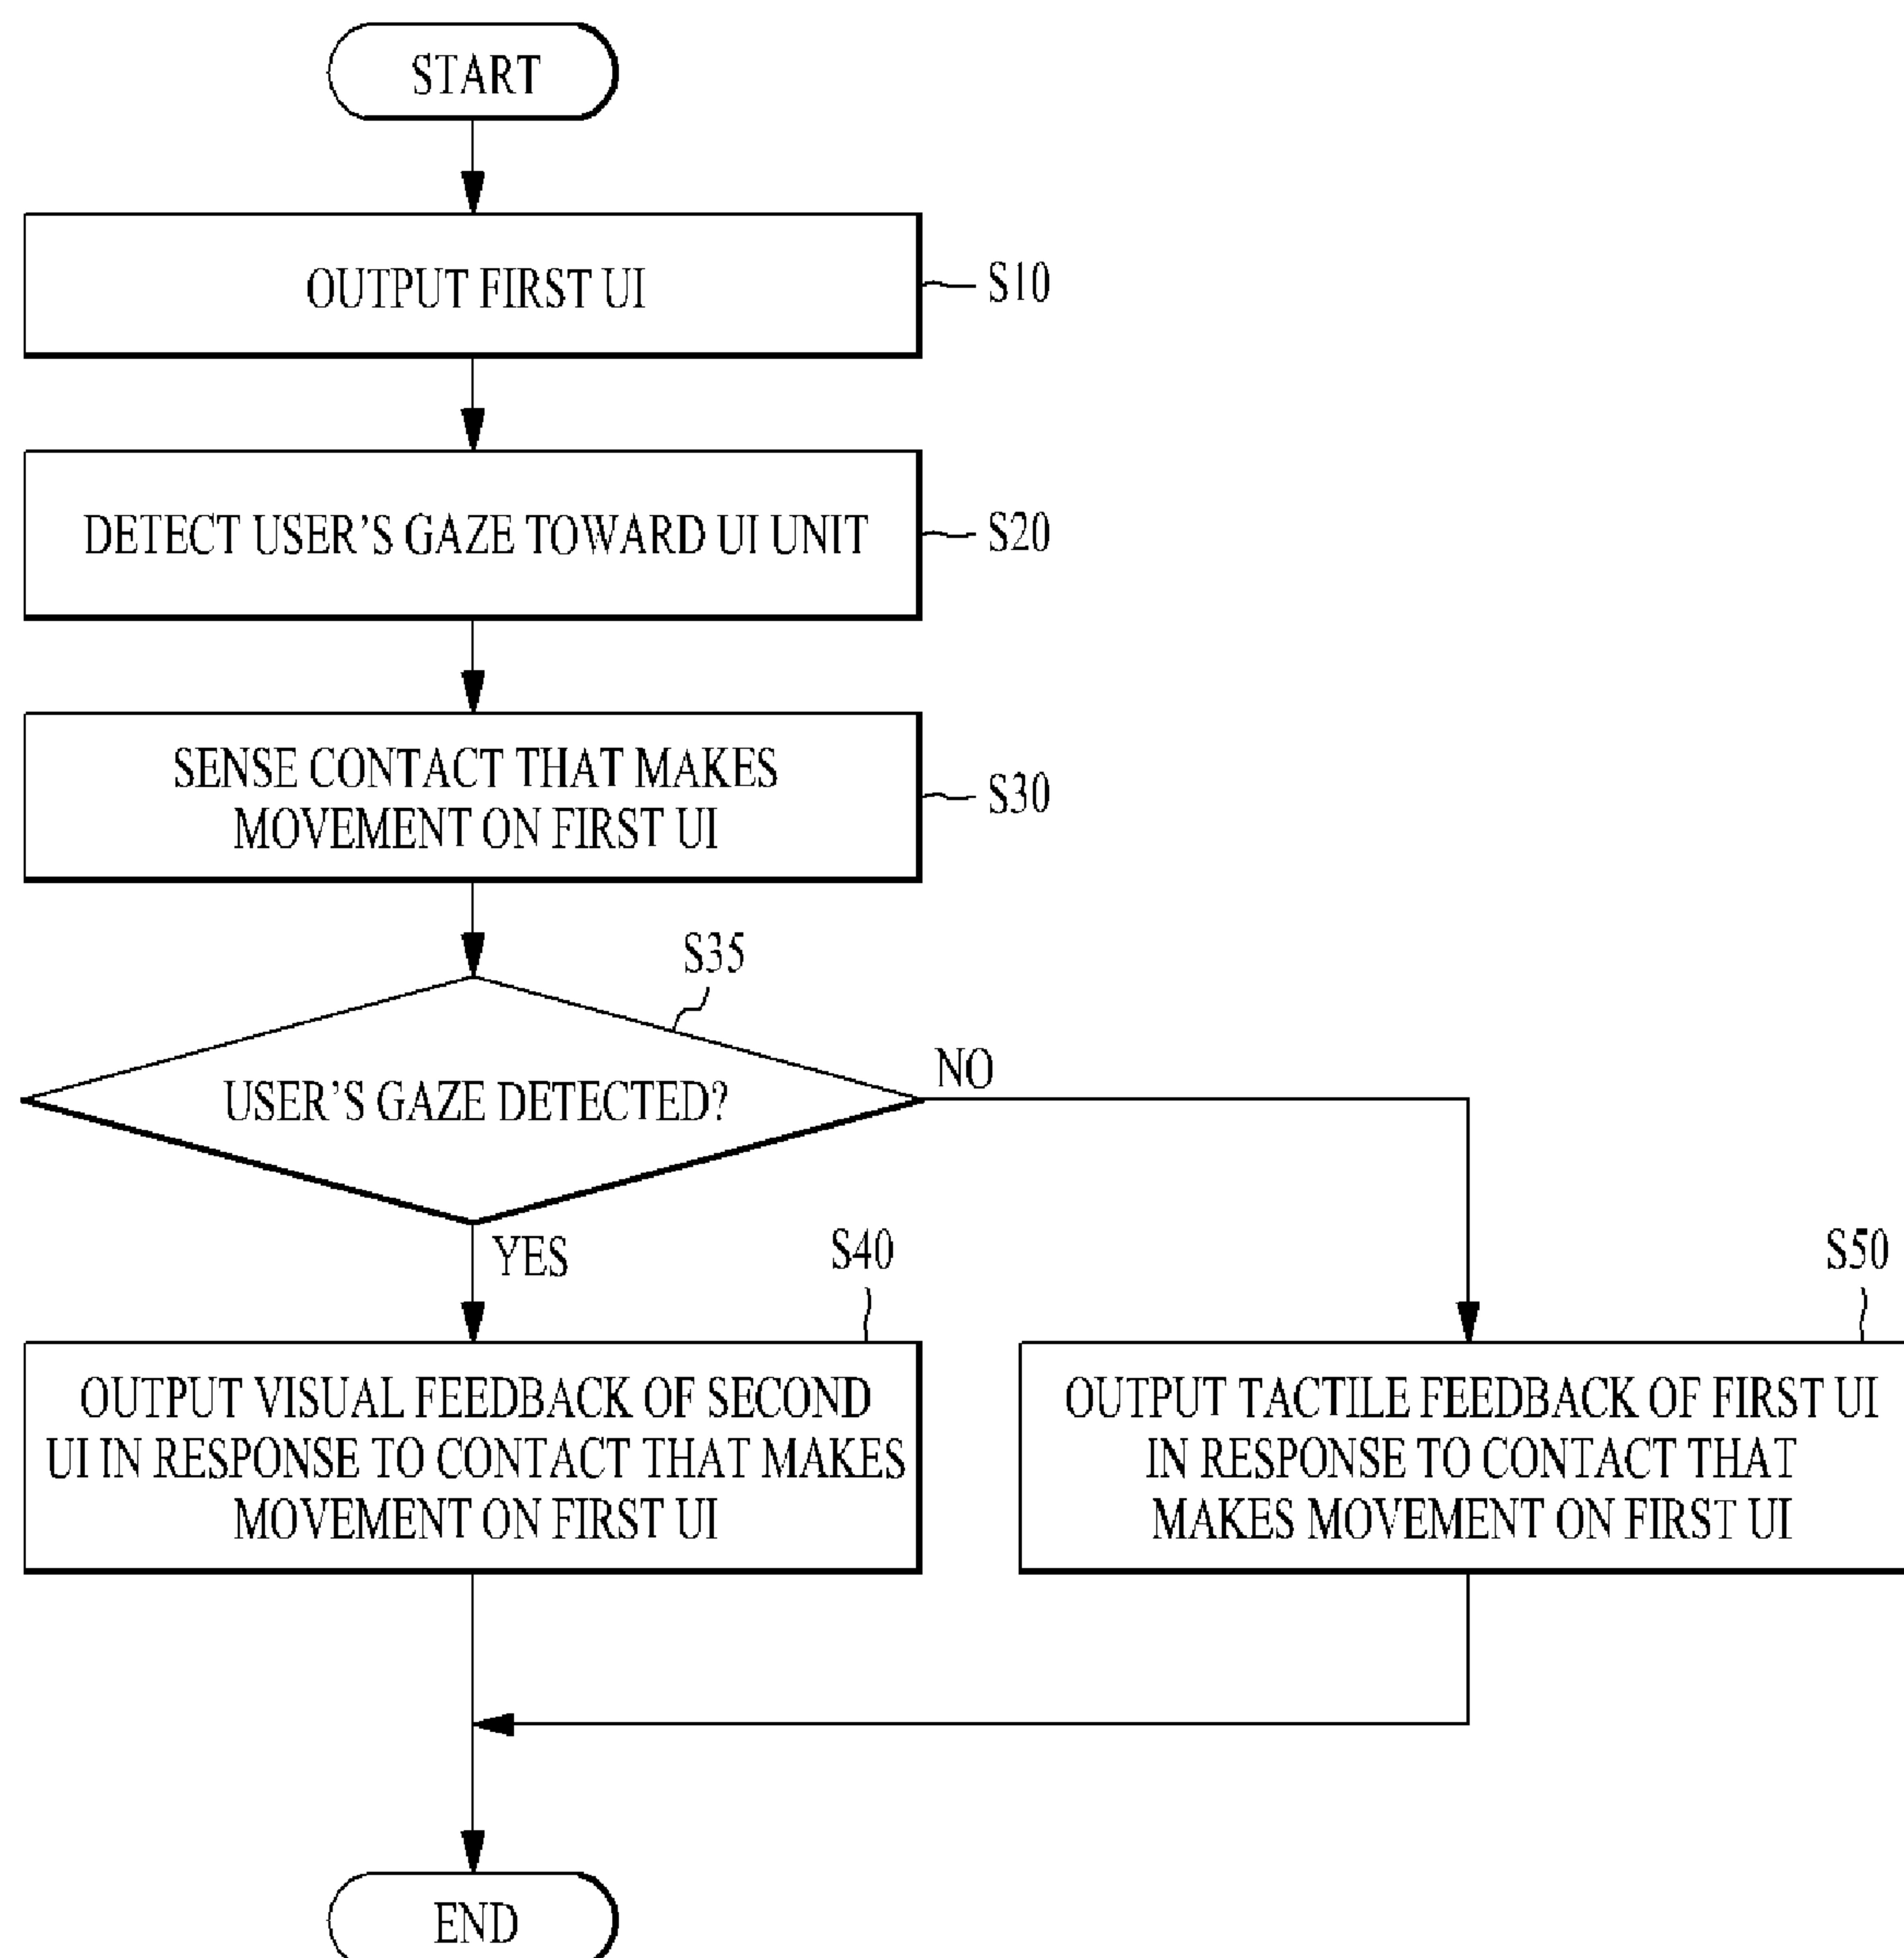 START
OUTPUT FIRST UI
S10
DETECT USER'S GAZE TOWARD UI UNIT
S20
SENSE CONTACT THAT MAKES
MOVEMENT ON FIRST UI
S30
S35
USER'S GAZE DETECTED?
NO
YES
S40
OUTPUT VISUAL FEEDBACK OF SECOND
UI IN RESPONSE TO CONTACT THAT MAKES
MOVEMENT ON FIRST UI
S50
OUTPUT TACTILE FEEDBACK OF FIRST UI
IN RESPONSE TO CONTACT THAT
MAKES MOVEMENT ON FIRST UI
END